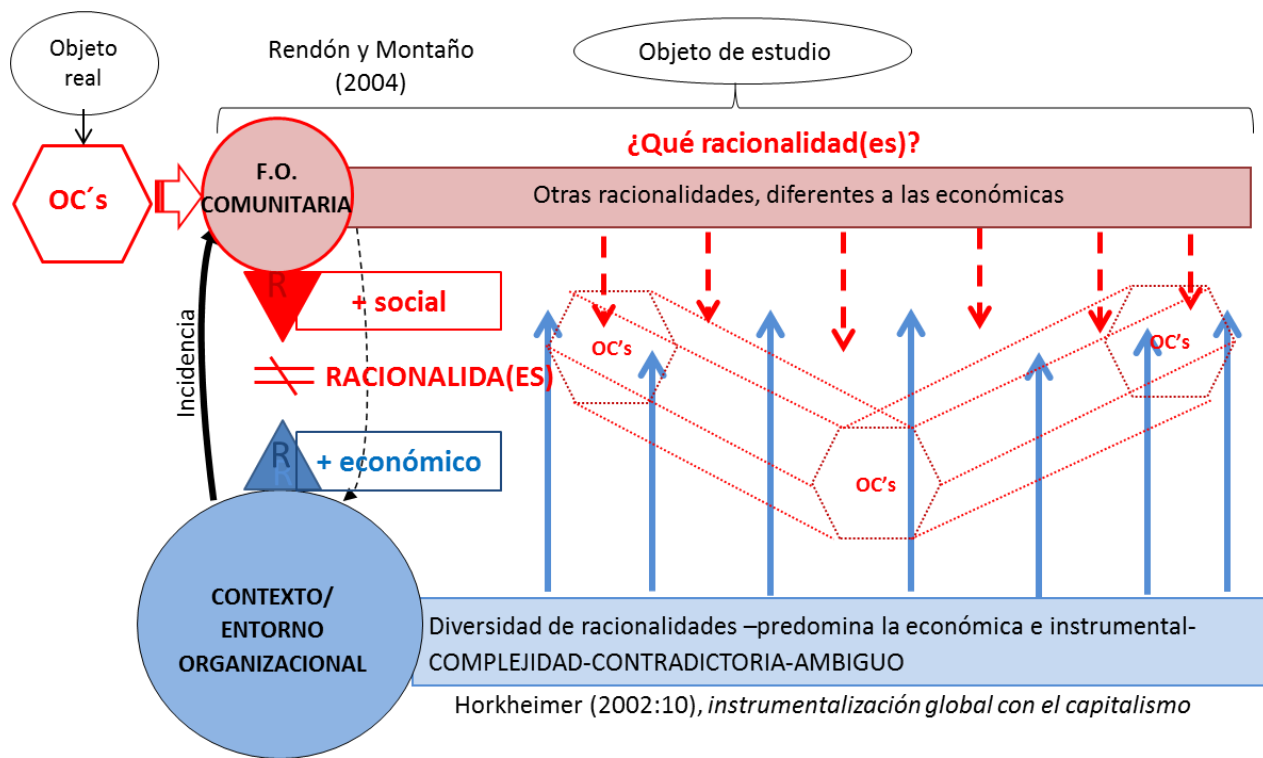 Objeto
real
Rendón y Montaño
(2004)
Objeto de estudio
¿Qué racionalidad(es)?
OC´s
F.O.
COMUNITARIA
Otras racionalidades, diferentes a las económicas
R
+ social
Incidencia
RACIONALIDA(ES)
OC's
OC's
OC's
R
R
+ económico
CONTEXTO/
ENTORNO
ORGANIZACIONAL
Diversidad de racionalidades –predomina la económica e instrumental-
COMPLEJIDAD-CONTRADICTORIA-AMBIGUO
Horkheimer (2002:10), instrumentalización global con el capitalismo